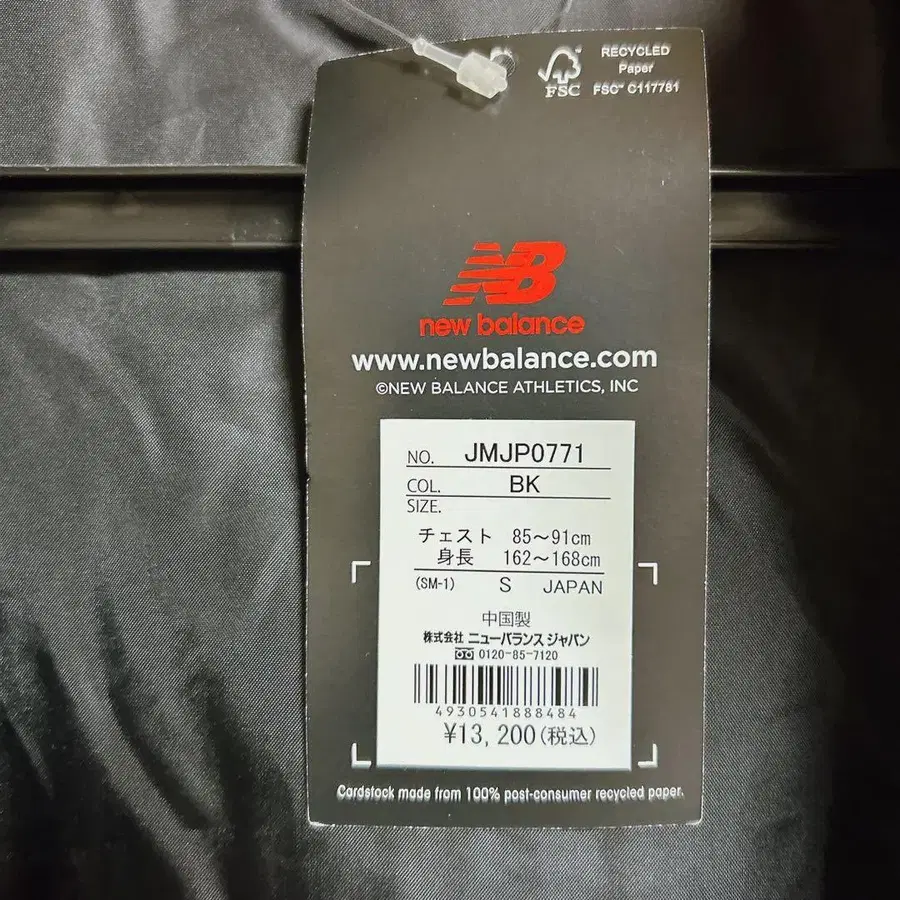 RECYCLED
Paper
FSC™ C117781
FSC
NB
new balance
www.newbalance.com
©NEW BALANCE ATHLETICS, INC
NO. JMJP0771
COL. BK
SIZE.
チェスト 85～91cm
身長 162～168cm
(SM-1) S JAPAN
中国製
株式会社 ニューバランス ジャパン
0120-85-7120
4930541888484
¥13,200(税込)
Cardstock made from 100% post-consumer recycled paper.